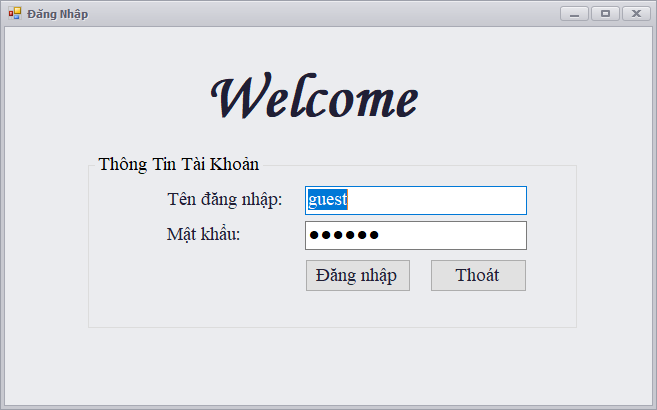 Đăng Nhập
Welcome
Thông Tin Tài Khoản
Tên đăng nhập: guest
Mật khẩu: ●●●●●●
Đăng nhập Thoát